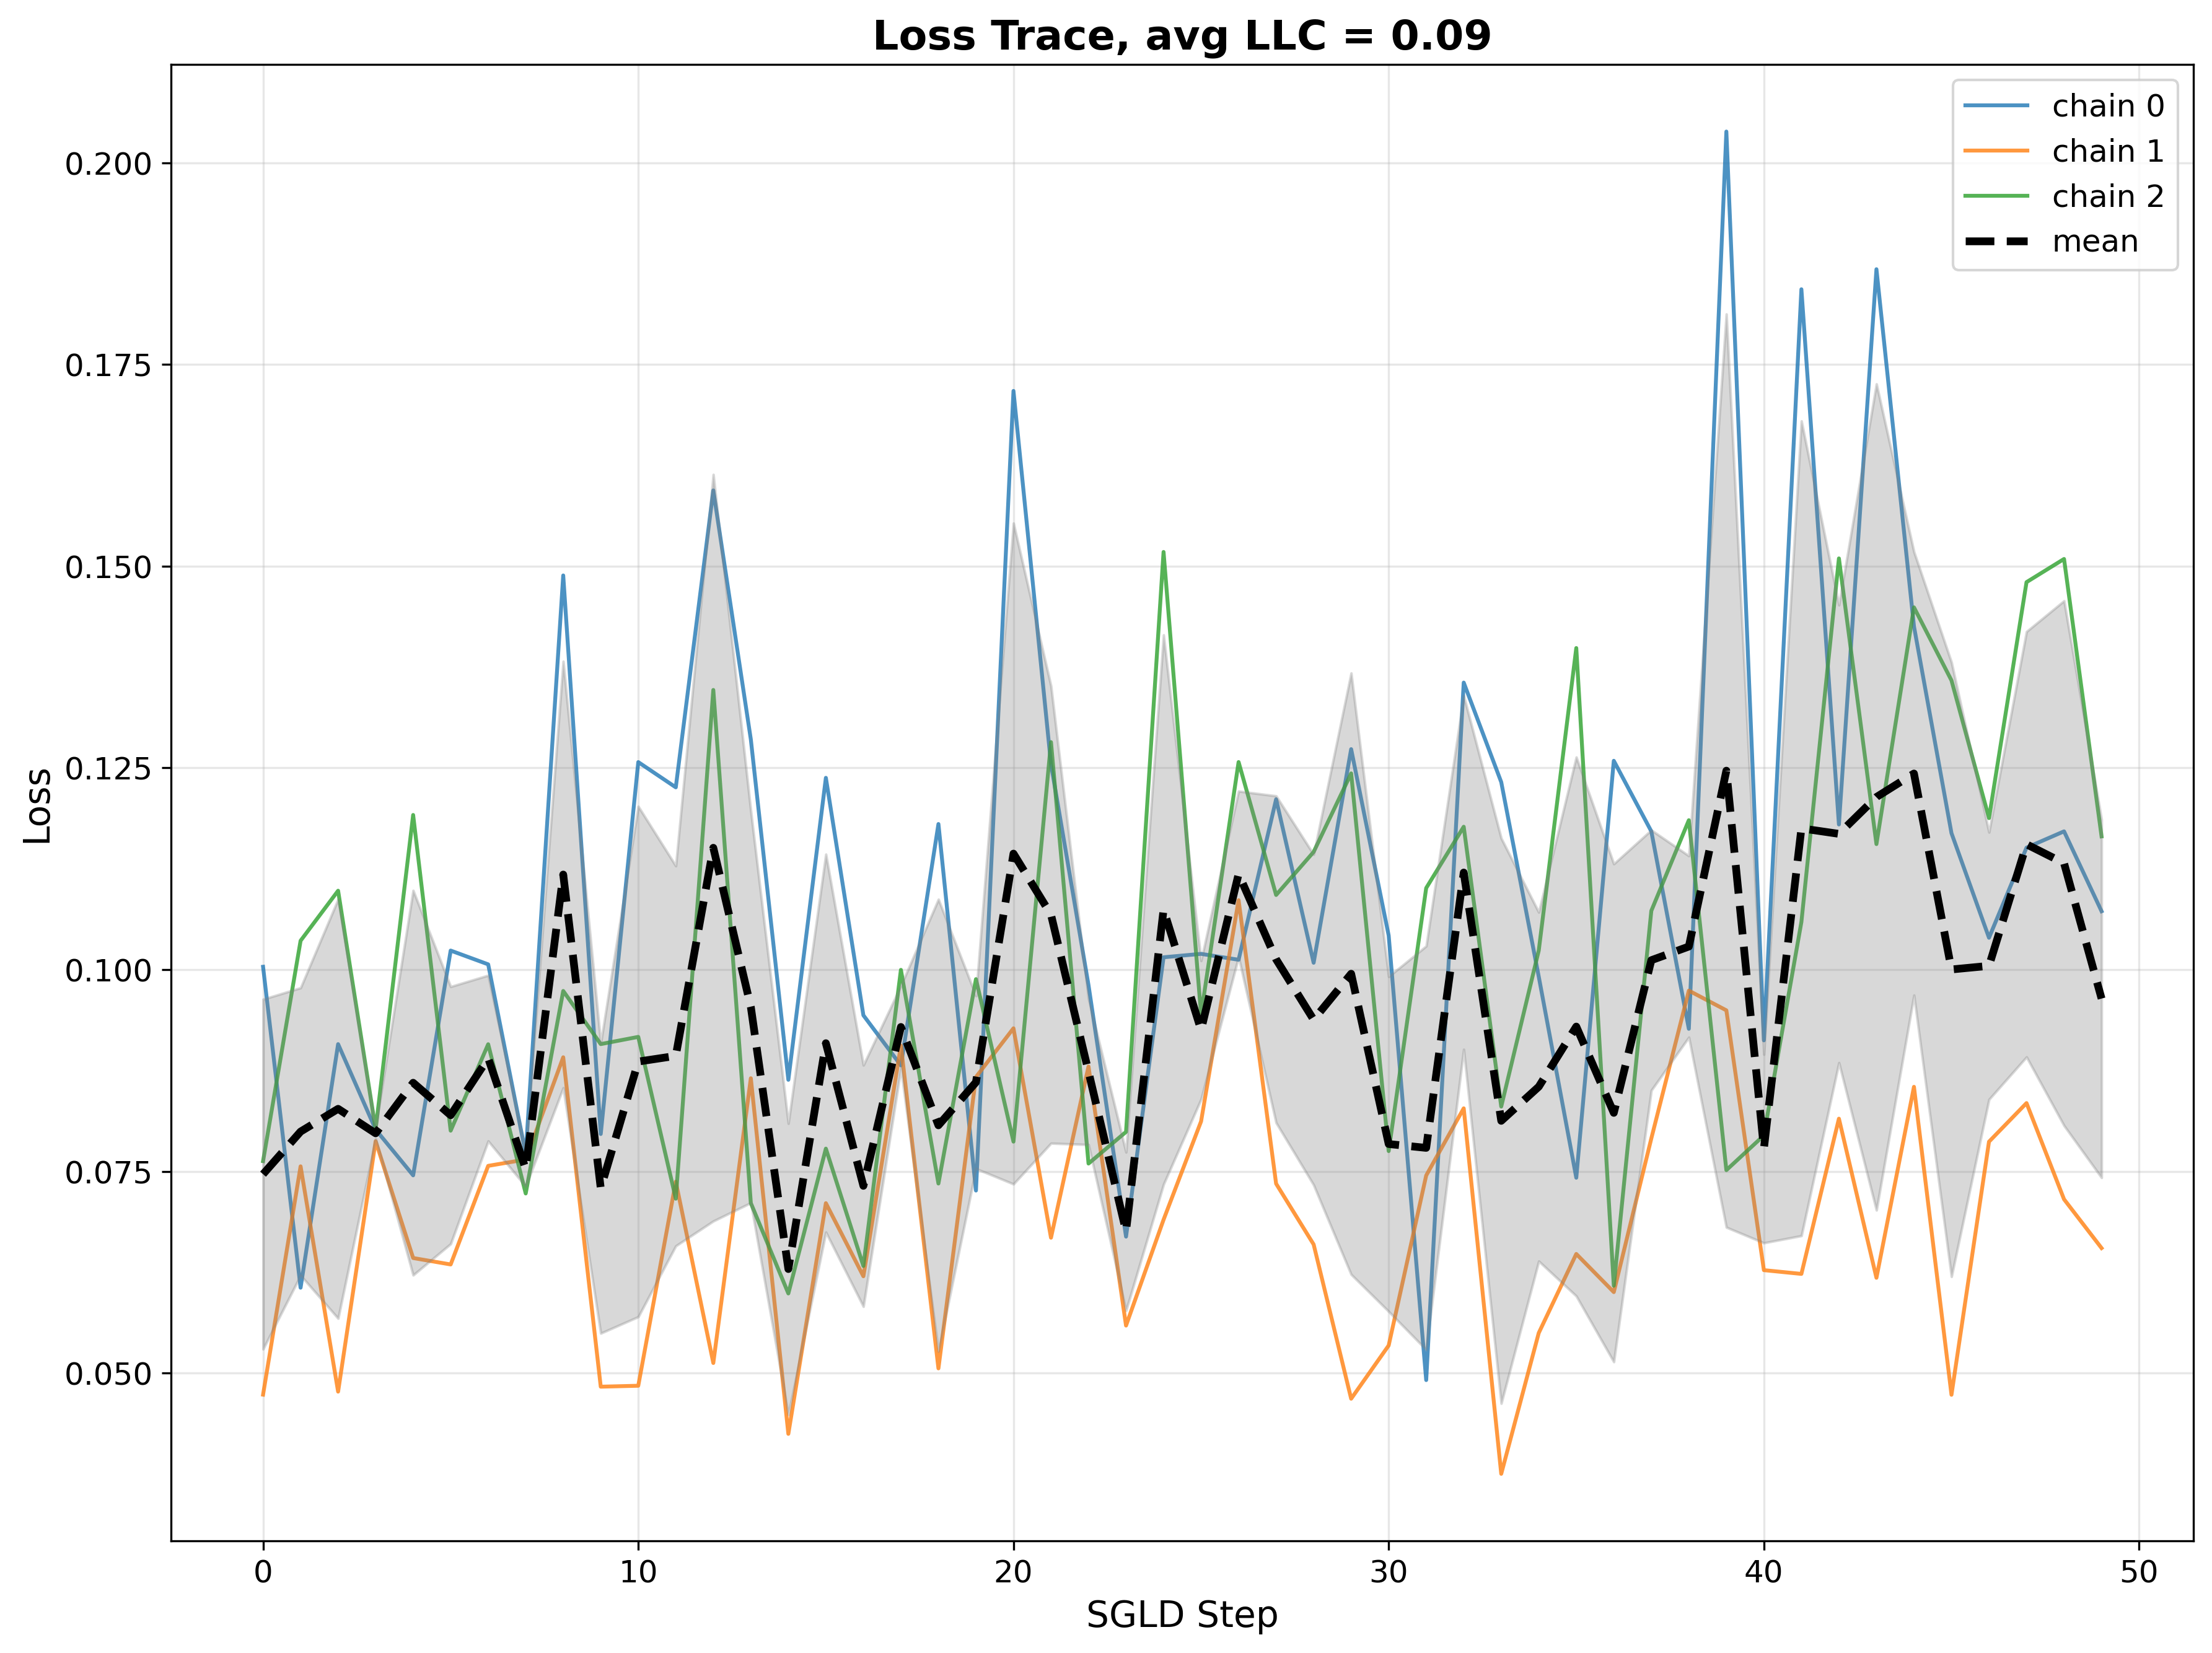 Loss Trace, avg LLC = 0.09
chain 0
chain 1
chain 2
mean
Loss
0.200
0.175
0.150
0.125
0.100
0.075
0.050
0 10 20 30 40 50
SGLD Step